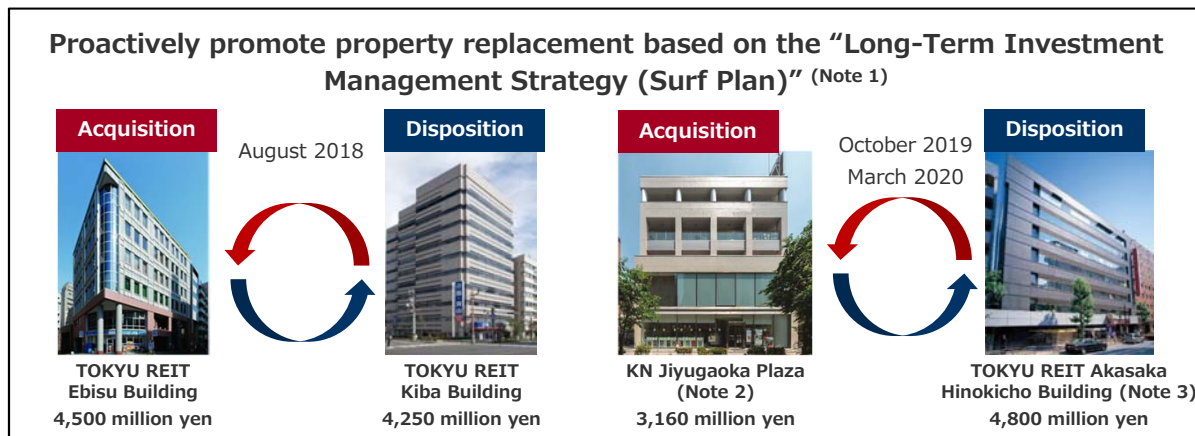 Proactively promote property replacement based on the “Long-Term Investment
Management Strategy (Surf Plan)” (Note 1)
Acquisition
August 2018
Disposition
Acquisition
October 2019
March 2020
Disposition
TOKYU REIT
Ebisu Building
4,500 million yen
TOKYU REIT
Kiba Building
4,250 million yen
KN Jiyugaoka Plaza
(Note 2)
3,160 million yen
TOKYU REIT Akasaka
Hinokicho Building (Note 3)
4,800 million yen